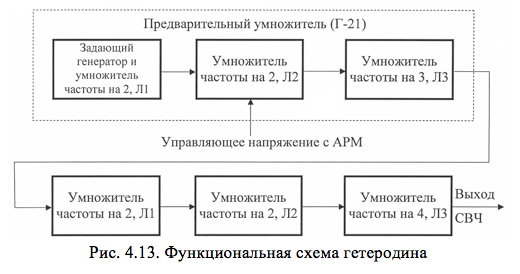 Предварительный умножитель (Г-21)
Задающий
генератор и
умножитель
частоты на 2, Л1
Умножитель
частоты на 2, Л2
Умножитель
частоты на 3, Л3
Управляющее напряжение с АРМ
Умножитель
частоты на 2, Л1
Умножитель
частоты на 2, Л2
Умножитель
частоты на 4, Л3
Выход
СВЧ
Рис. 4.13. Функциональная схема гетеродина